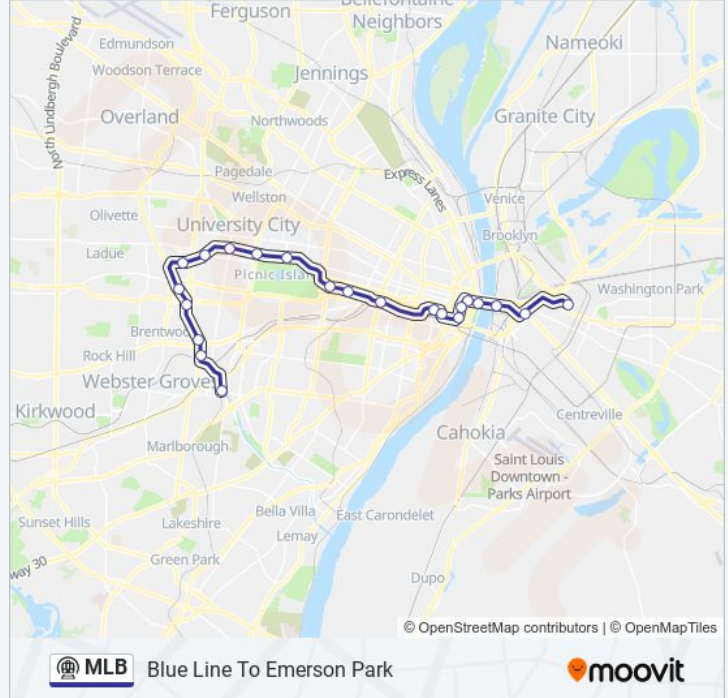 Ferguson
Bellefontaine
Neighbors
North Lindbergh Boulevard
Edmundson
Woodson Terrace
Nameoki
Jennings
Overland
Northwoods
Granite City
Pagedale
Express Lanes
Wellston
Venice
Olivette
University City
Brooklyn
Ladue
Picnic Islan
Washington Park
Brentwoo
Rock Hill
Webster Groves
Kirkwood
Centreville
Cahokia
Marlborough
Saint Louis
Downtown -
Parks Airport
Sunset Hills
Lakeshire
Bella Villa
East Carondelet
Lemay
Green Park
way 30
Dupo
© OpenStreetMap contributors | © OpenMapTiles
MLB Blue Line To Emerson Park
moovit